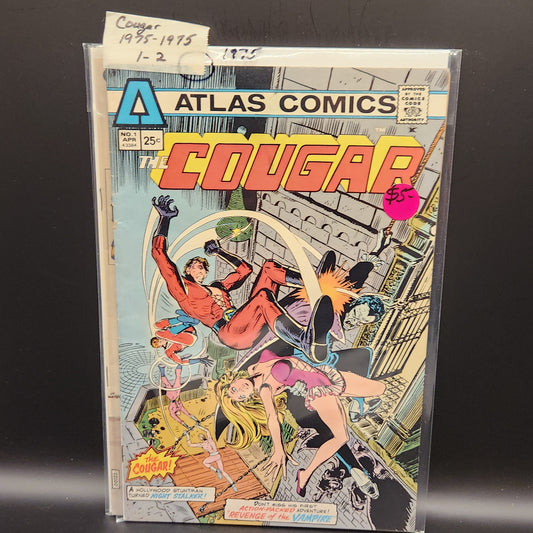 Cougar
1975-1975
1-2
1975
A ATLAS COMICS
APPROVED
BY THE
COMICS
CODE
AUTHORITY
NO. 1
APR
25¢
THE COUGAR
$5-
THE
COUGAR!
A HOLLYWOOD STUNTMAN
TURNED NIGHT STALKER!
DON'T MISS HIS FIRST
ACTION-PACKED ADVENTURE!
"REVENGE of the VAMPIRE"